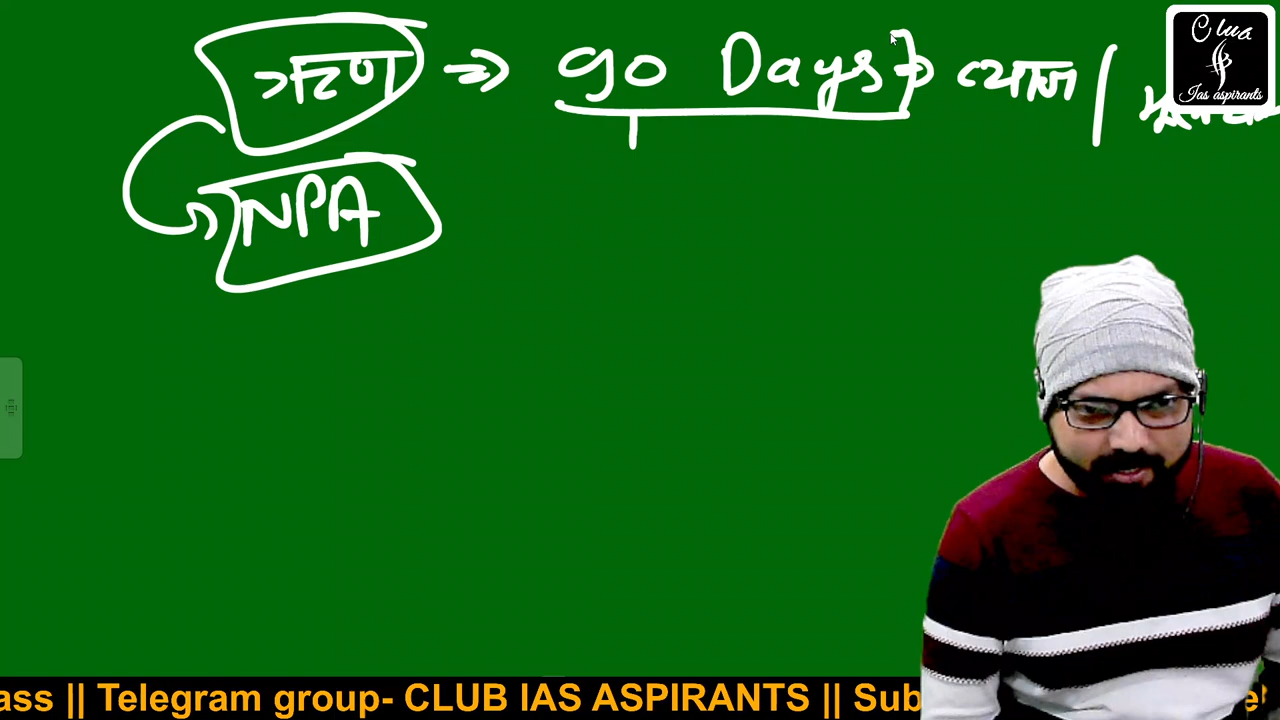 ऋण ⇒ 90 Days → ब्याज /
NPA
Club
Ias aspirants
ass || Telegram group- CLUB IAS ASPIRANTS || Sub